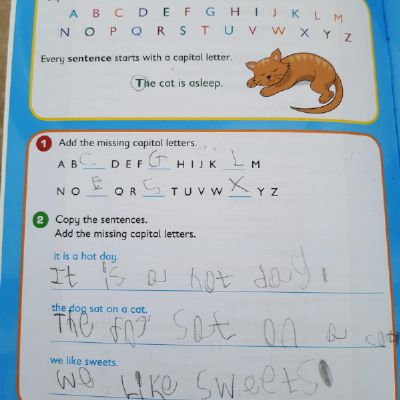 A B C D E F G H I J K L M
N O P Q R S T U V W X Y Z
Every sentence starts with a capital letter.
The cat is asleep.
1 Add the missing capital letters.
A B C D E F G H I J K L M
N O P Q R S T U V W X Y Z
2 Copy the sentences.
Add the missing capital letters.
it is a hot day.
It is a hot day.
the dog sat on a cat.
The dog sat on a cat
we like sweets.
we like sweets.